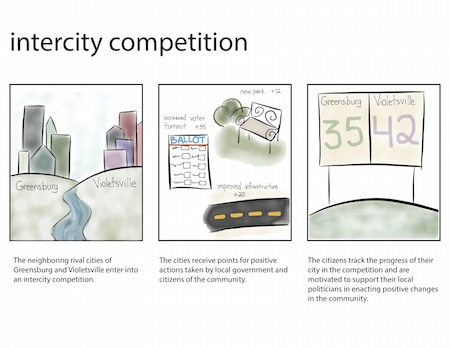 intercity competition
Greensburg
Violetsville
new park +12
increased voter
turnout +35
BALLOT
improved infrastructure
+20
Greensburg Violetsville
35 42
The neighboring rival cities of
Greensburg and Violetsville enter into
an intercity competition.
The cities receive points for positive
actions taken by local government and
citizens of the community.
The citizens track the progress of their
city in the competition and are
motivated to support their local
politicians in enacting positive changes
in the community.